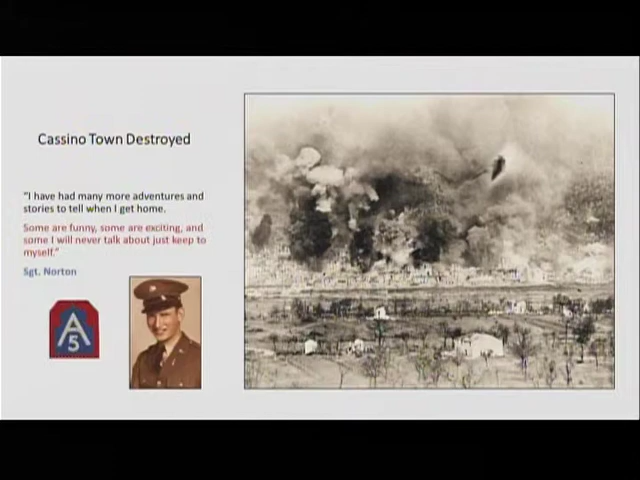 Cassino Town Destroyed
"I have had many more adventures and
stories to tell when I get home.
Some are funny, some are exciting, and
some I will never talk about just keep to
myself."
Sgt. Norton
A
5